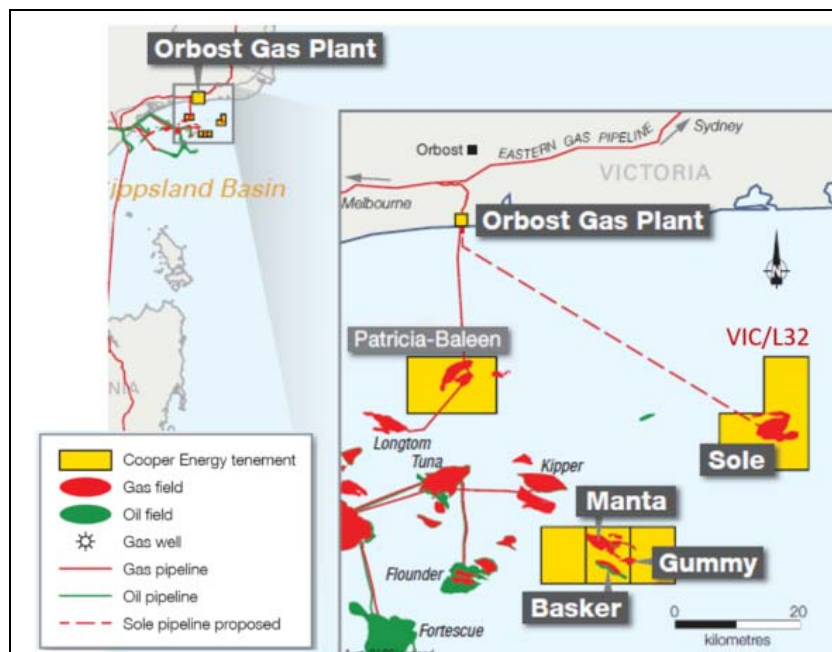 Orbost Gas Plant
Gippsland Basin
NIA
Orbost
EASTERN GAS PIPELINE
Sydney
VICTORIA
Melbourne
Orbost Gas Plant
N
Patricia-Baleen
VIC/L32
Longtom
Tuna
Kipper
Sole
Manta
Gummy
Flounder
Basker
Fortescue
0 20
kilometres
Cooper Energy tenement
Gas field
Oil field
Gas well
Gas pipeline
Oil pipeline
Sole pipeline proposed